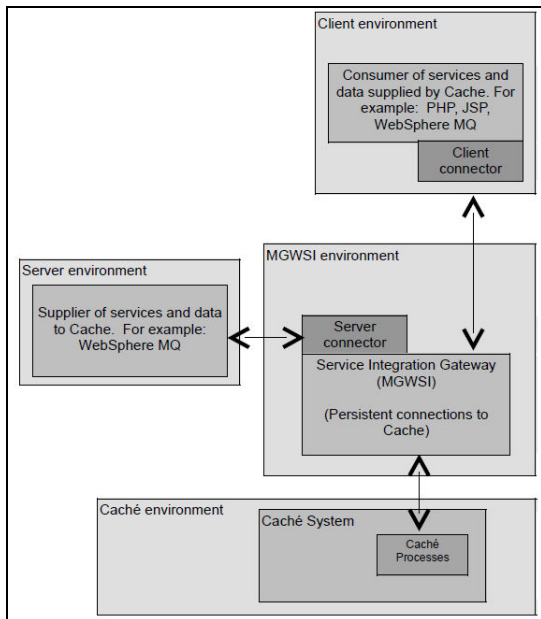 Client environment
Consumer of services and
data supplied by Cache. For
example:  PHP, JSP,
WebSphere MQ
Client
connector
MGWSI environment
Server environment
Supplier of services and data
to Cache.  For example:
WebSphere MQ
Server
connector
Service Integration Gateway
(MGWSI)
(Persistent connections to
Cache)
Caché environment
Caché System
Caché
Processes